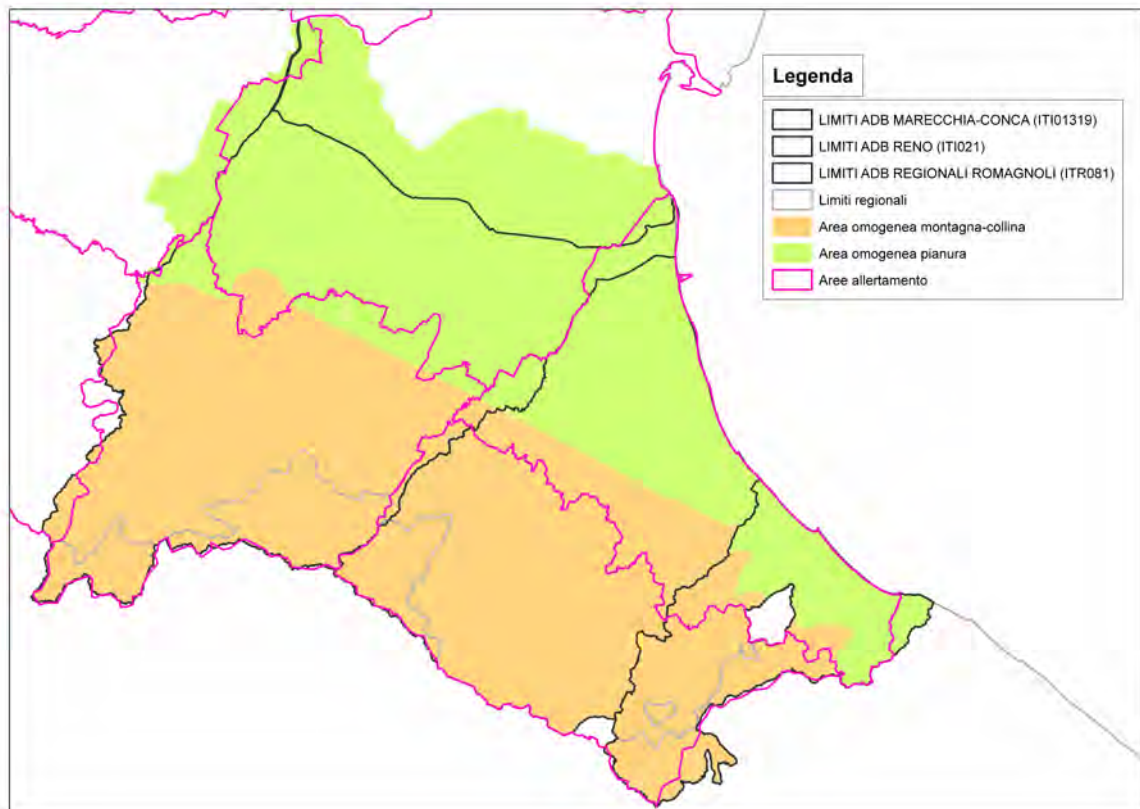 Legenda
LIMITI ADB MARECCHIA-CONCA (ITI01319)
LIMITI ADB RENO (ITI021)
LIMITI ADB REGIONALI ROMAGNOLI (ITR081)
Limiti regionali
Area omogenea montagna-collina
Area omogenea pianura
Aree allertamento